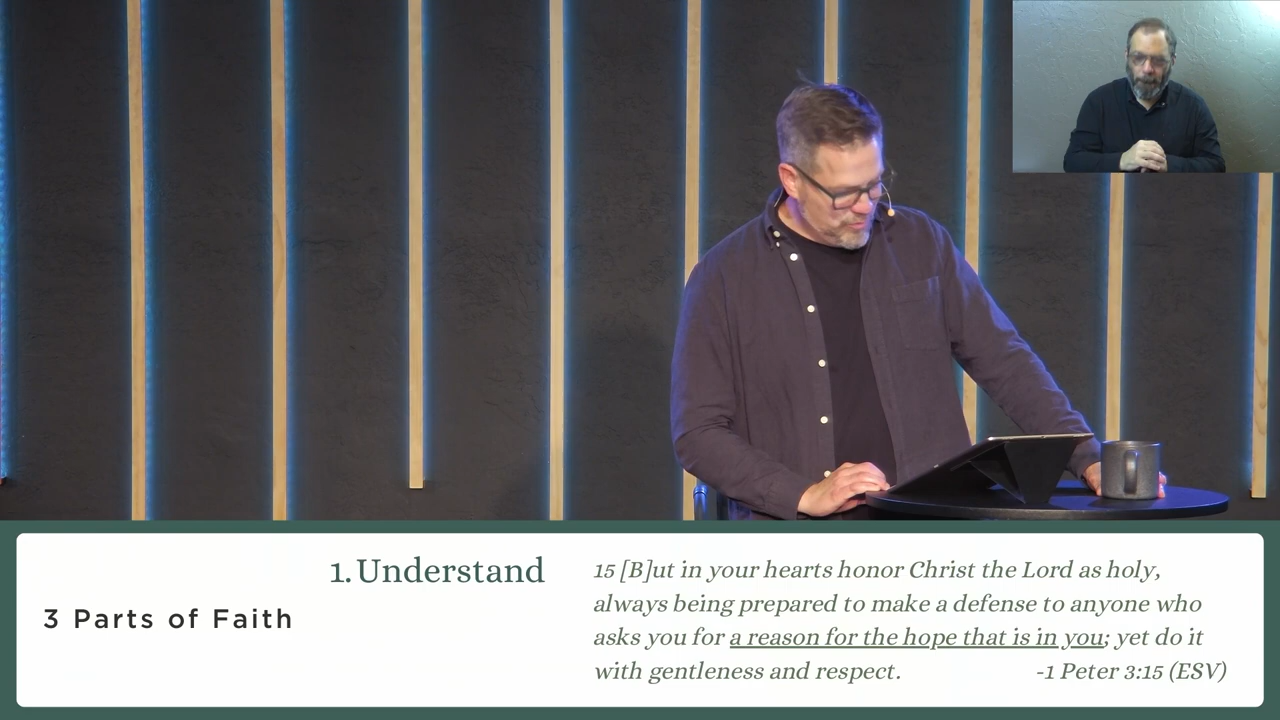 1. Understand
3 Parts of Faith
15 [B]ut in your hearts honor Christ the Lord as holy,
always being prepared to make a defense to anyone who
asks you for a reason for the hope that is in you; yet do it
with gentleness and respect. -1 Peter 3:15 (ESV)